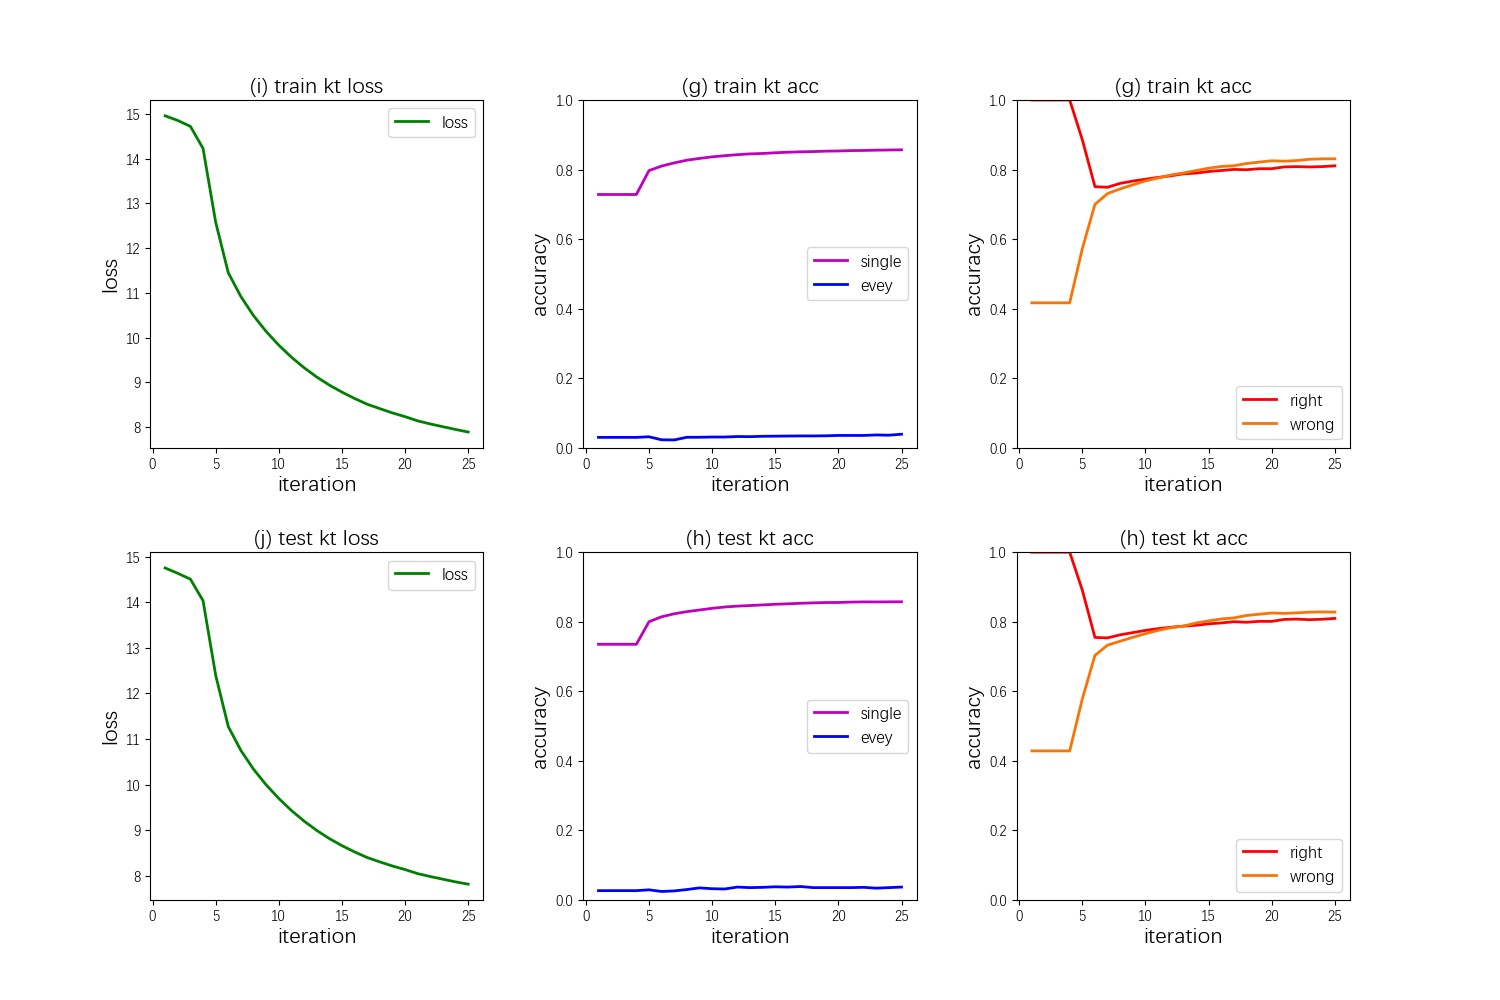 (i) train kt loss
loss
15
14
13
12
11
10
9
8
loss
0
5
10
15
20
25
iteration
(g) train kt acc
1.0
0.8
0.6
0.4
0.2
0.0
accuracy
single
evey
0
5
10
15
20
25
iteration
(g) train kt acc
1.0
0.8
0.6
0.4
0.2
0.0
accuracy
right
wrong
0
5
10
15
20
25
iteration
(j) test kt loss
loss
15
14
13
12
11
10
9
8
loss
0
5
10
15
20
25
iteration
(h) test kt acc
1.0
0.8
0.6
0.4
0.2
0.0
accuracy
single
evey
0
5
10
15
20
25
iteration
(h) test kt acc
1.0
0.8
0.6
0.4
0.2
0.0
accuracy
right
wrong
0
5
10
15
20
25
iteration